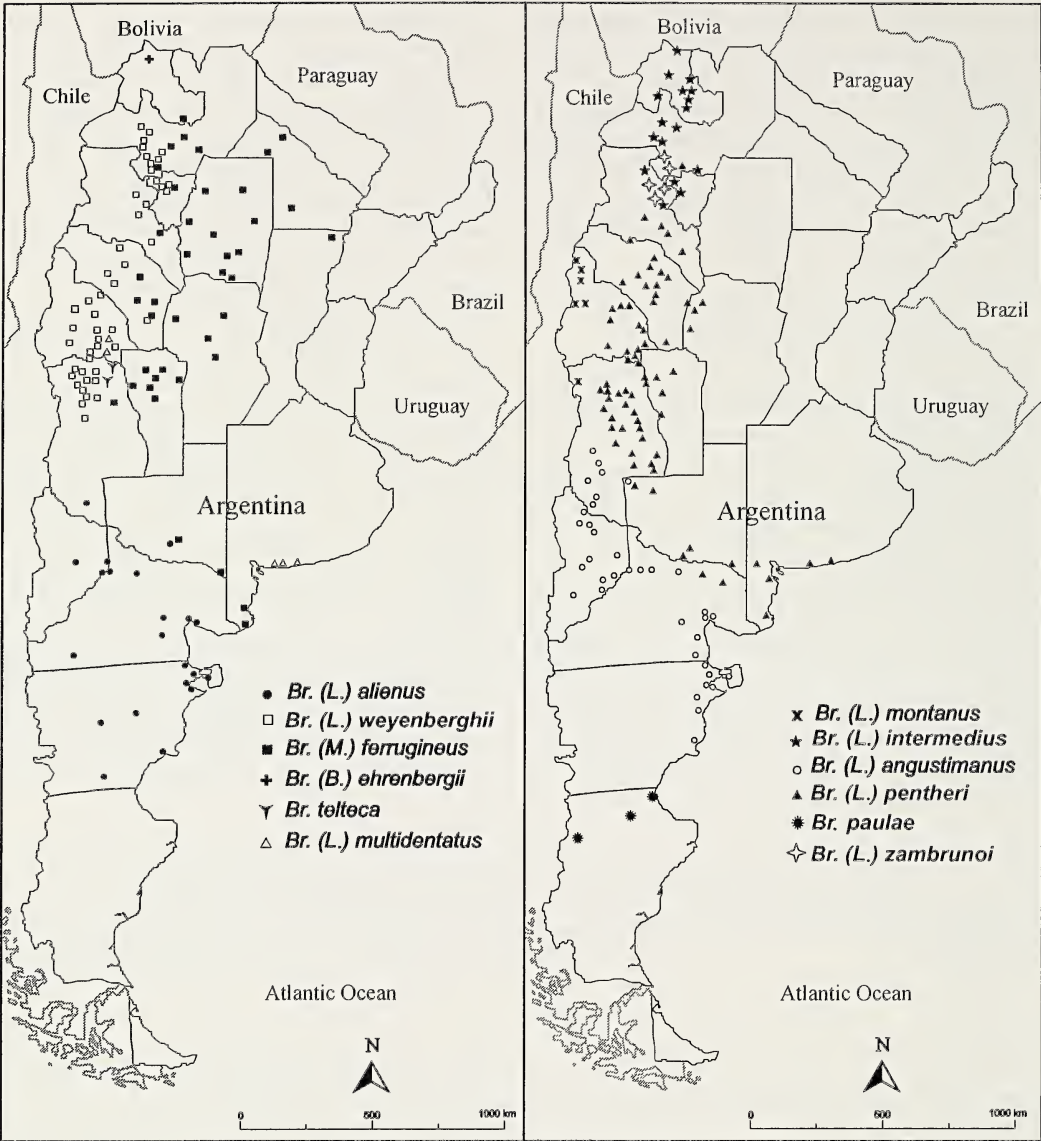 Bolivia
Paraguay
Chile
Brazil
Uruguay
Argentina
Br. (L.) alienus
Br. (L.) weyenberghii
Br. (M.) ferrugineus
Br. (B.) ehrenbergii
Br. telteca
Br. (L.) multidentatus
Atlantic Ocean
N
0 500 1000 km
Bolivia
Paraguay
Chile
Brazil
Uruguay
Argentina
Br. (L.) montanus
Br. (L.) intermedius
Br. (L.) angustimanus
Br. (L.) pentheri
Br. paulae
Br. (L.) zambrunoi
Atlantic Ocean
N
0 500 1000 km